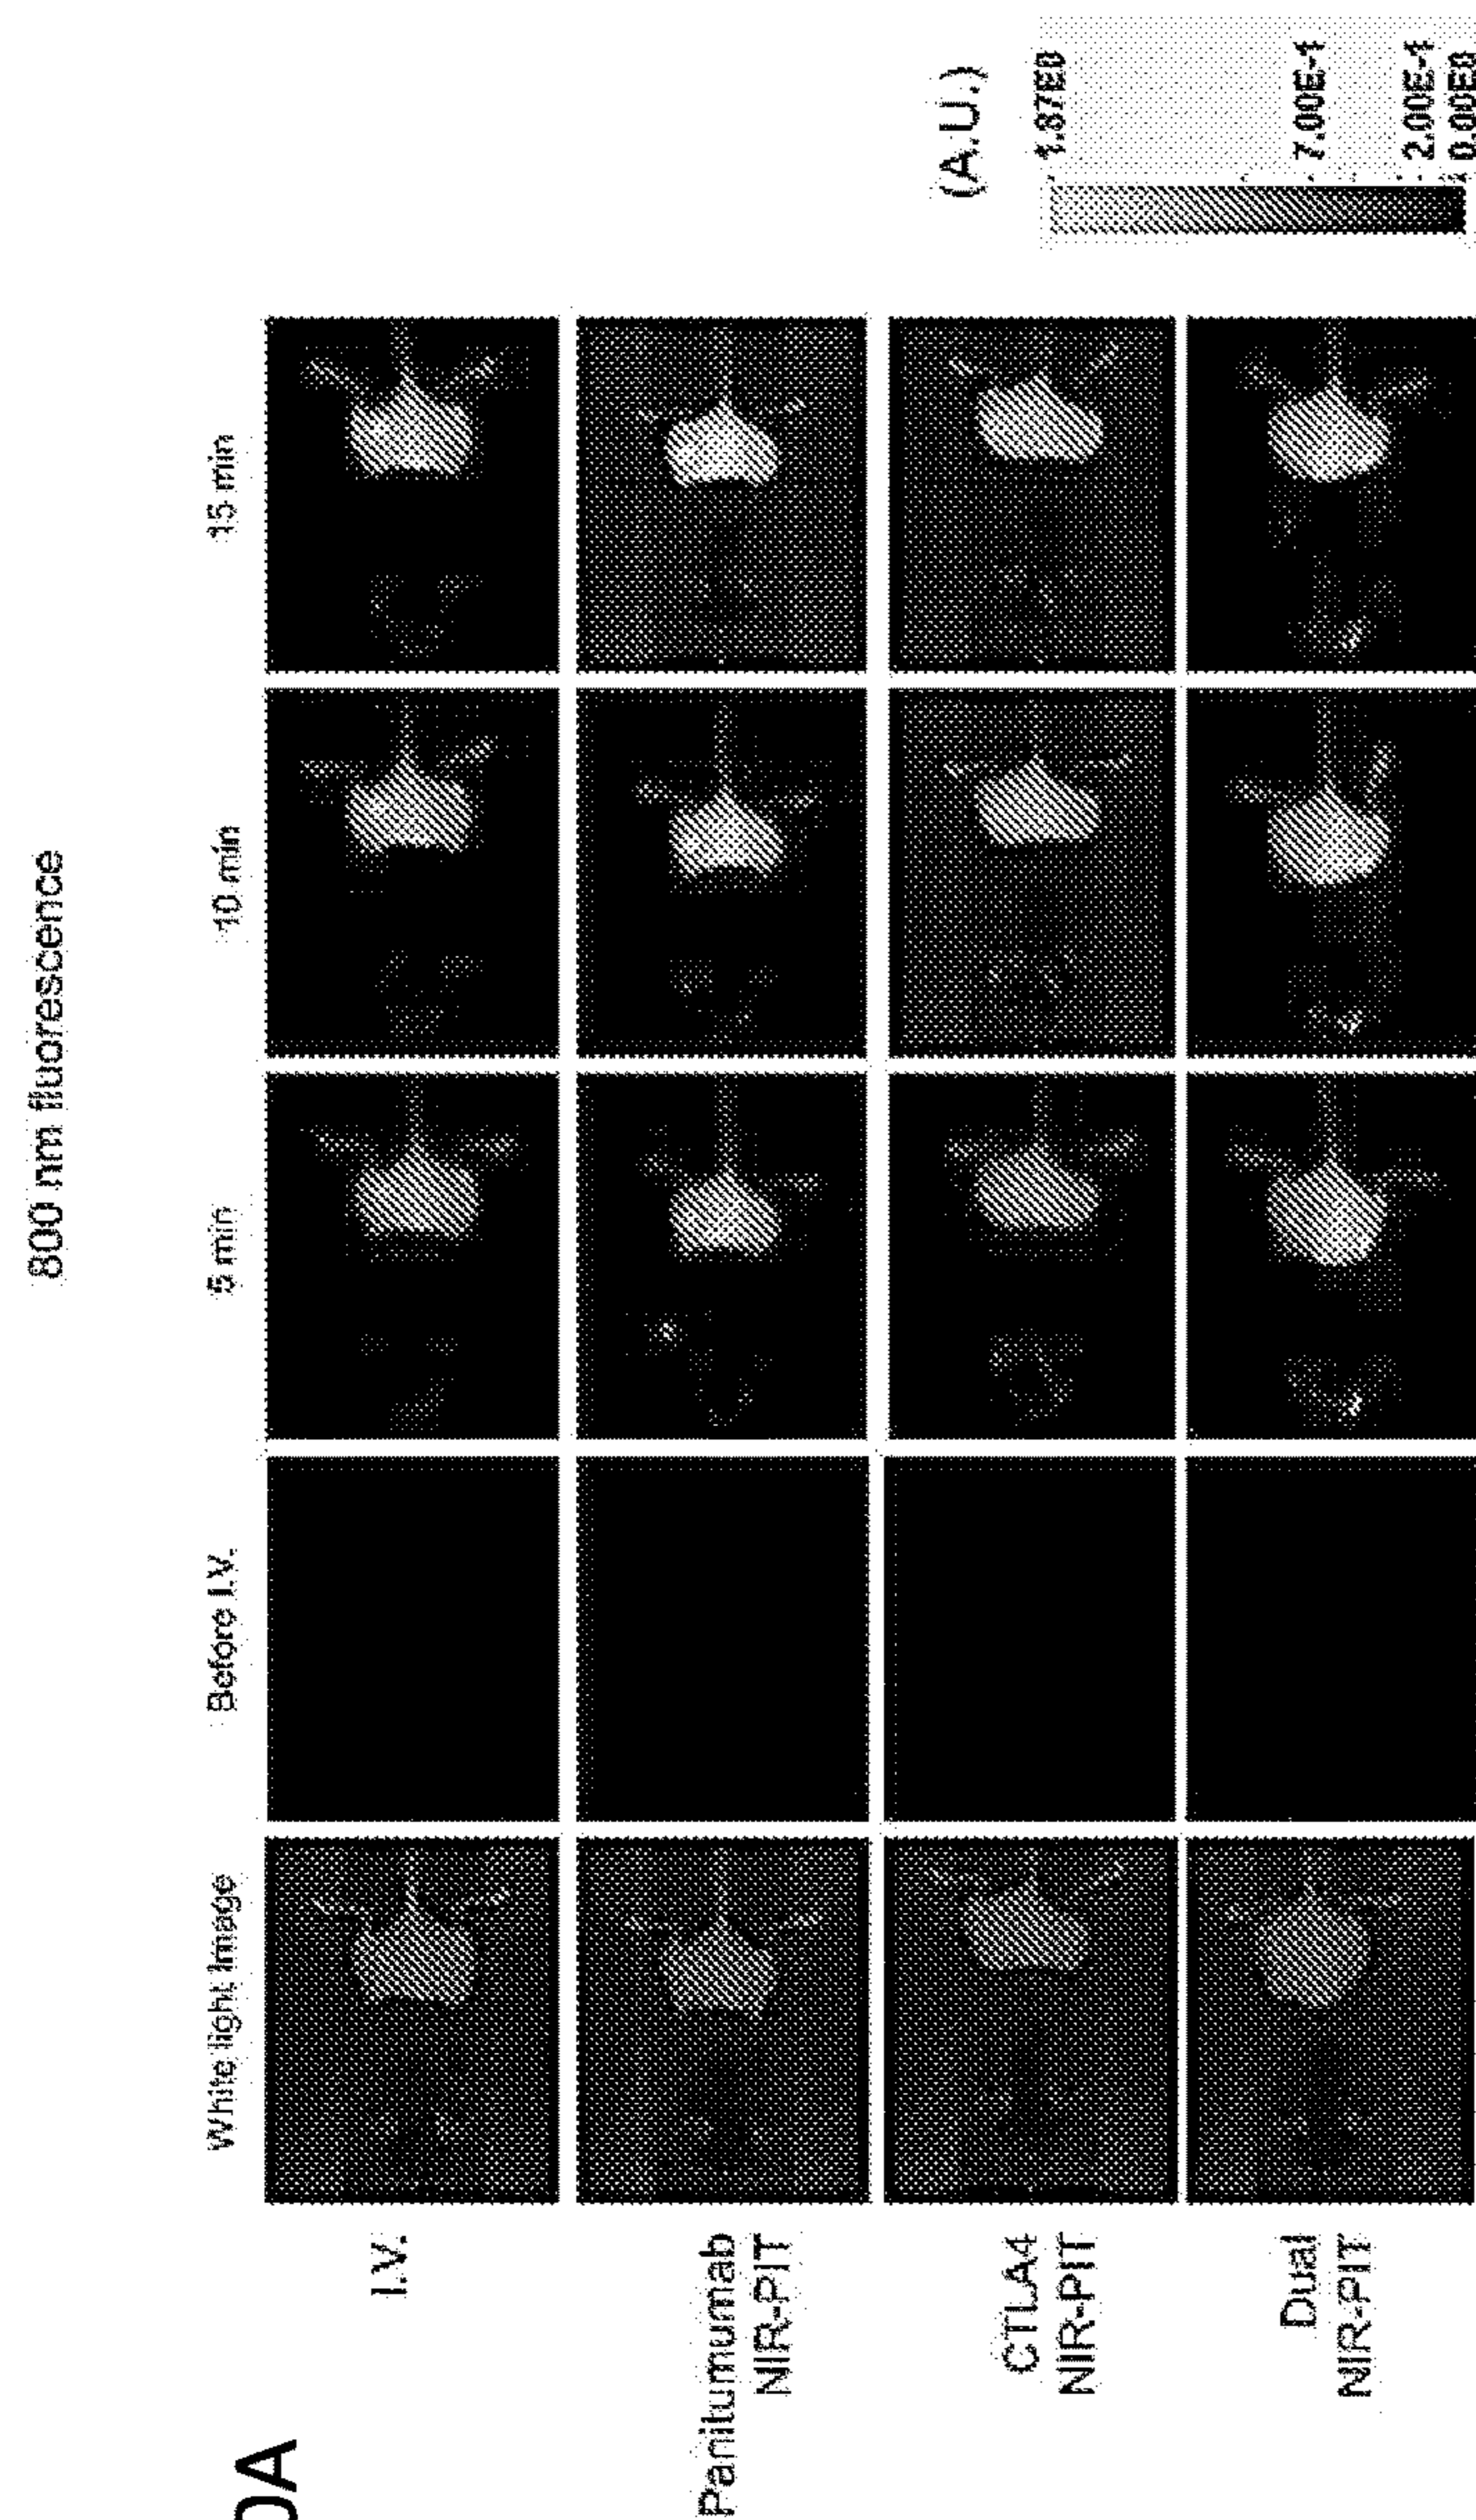 800 nm fluorescence
White light image
Before I.V.
5 min
10 min
15 min
I.V.
Panitumumab
NIR-PIT
CTLA4
NIR-PIT
Dual
NIR-PIT
(A.U.)
1.87E0
7.00E-1
2.00E-1
0.00E0